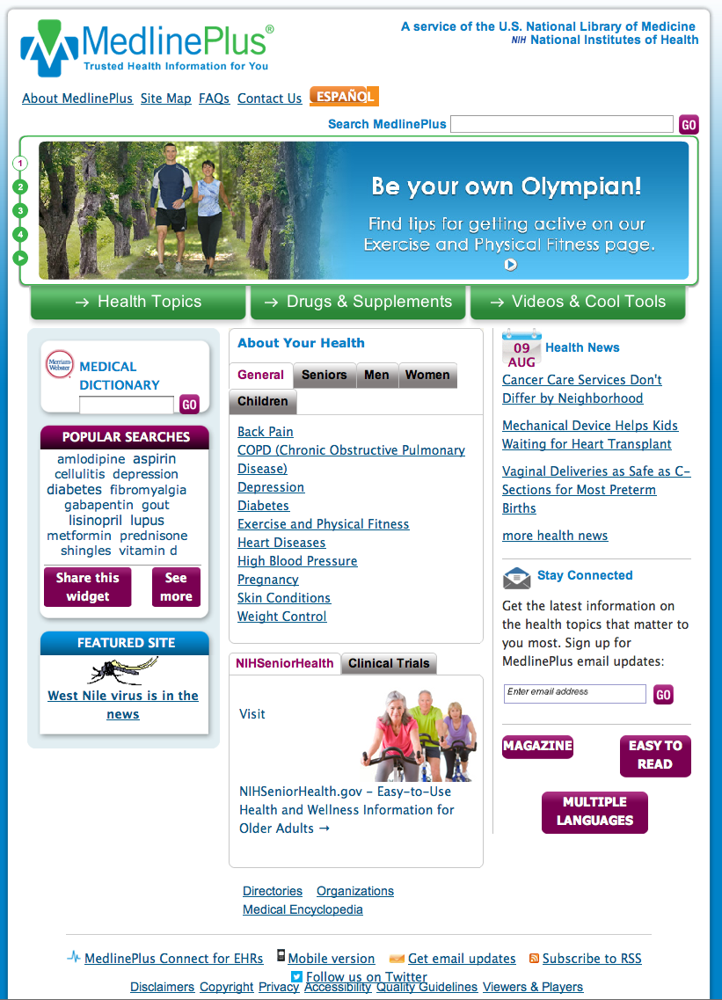 MedlinePlus®
Trusted Health Information for You
A service of the U.S. National Library of Medicine
NIH National Institutes of Health
About MedlinePlus Site Map FAQs Contact Us ESPAÑOL
Search MedlinePlus GO
1
2
3
4
Be your own Olympian!
Find tips for getting active on our
Exercise and Physical Fitness page.
→ Health Topics → Drugs & Supplements → Videos & Cool Tools
Merriam-Webster
MEDICAL
DICTIONARY
GO
POPULAR SEARCHES
amlodipine aspirin
cellulitis depression
diabetes fibromyalgia
gabapentin gout
lisinopril lupus
metformin prednisone
shingles vitamin d
Share this
widget
See
more
FEATURED SITE
West Nile virus is in the
news
About Your Health
General Seniors Men Women
Children
Back Pain
COPD (Chronic Obstructive Pulmonary
Disease)
Depression
Diabetes
Exercise and Physical Fitness
Heart Diseases
High Blood Pressure
Pregnancy
Skin Conditions
Weight Control
NIHSeniorHealth Clinical Trials
Visit
NIHSeniorHealth.gov – Easy-to-Use
Health and Wellness Information for
Older Adults →
Directories Organizations
Medical Encyclopedia
09
AUG
Health News
Cancer Care Services Don't
Differ by Neighborhood
Mechanical Device Helps Kids
Waiting for Heart Transplant
Vaginal Deliveries as Safe as C-
Sections for Most Preterm
Births
more health news
Stay Connected
Get the latest information on
the health topics that matter to
you most. Sign up for
MedlinePlus email updates:
Enter email address GO
MAGAZINE
EASY TO
READ
MULTIPLE
LANGUAGES
MedlinePlus Connect for EHRs Mobile version Get email updates Subscribe to RSS
Follow us on Twitter
Disclaimers Copyright Privacy Accessibility Quality Guidelines Viewers & Players